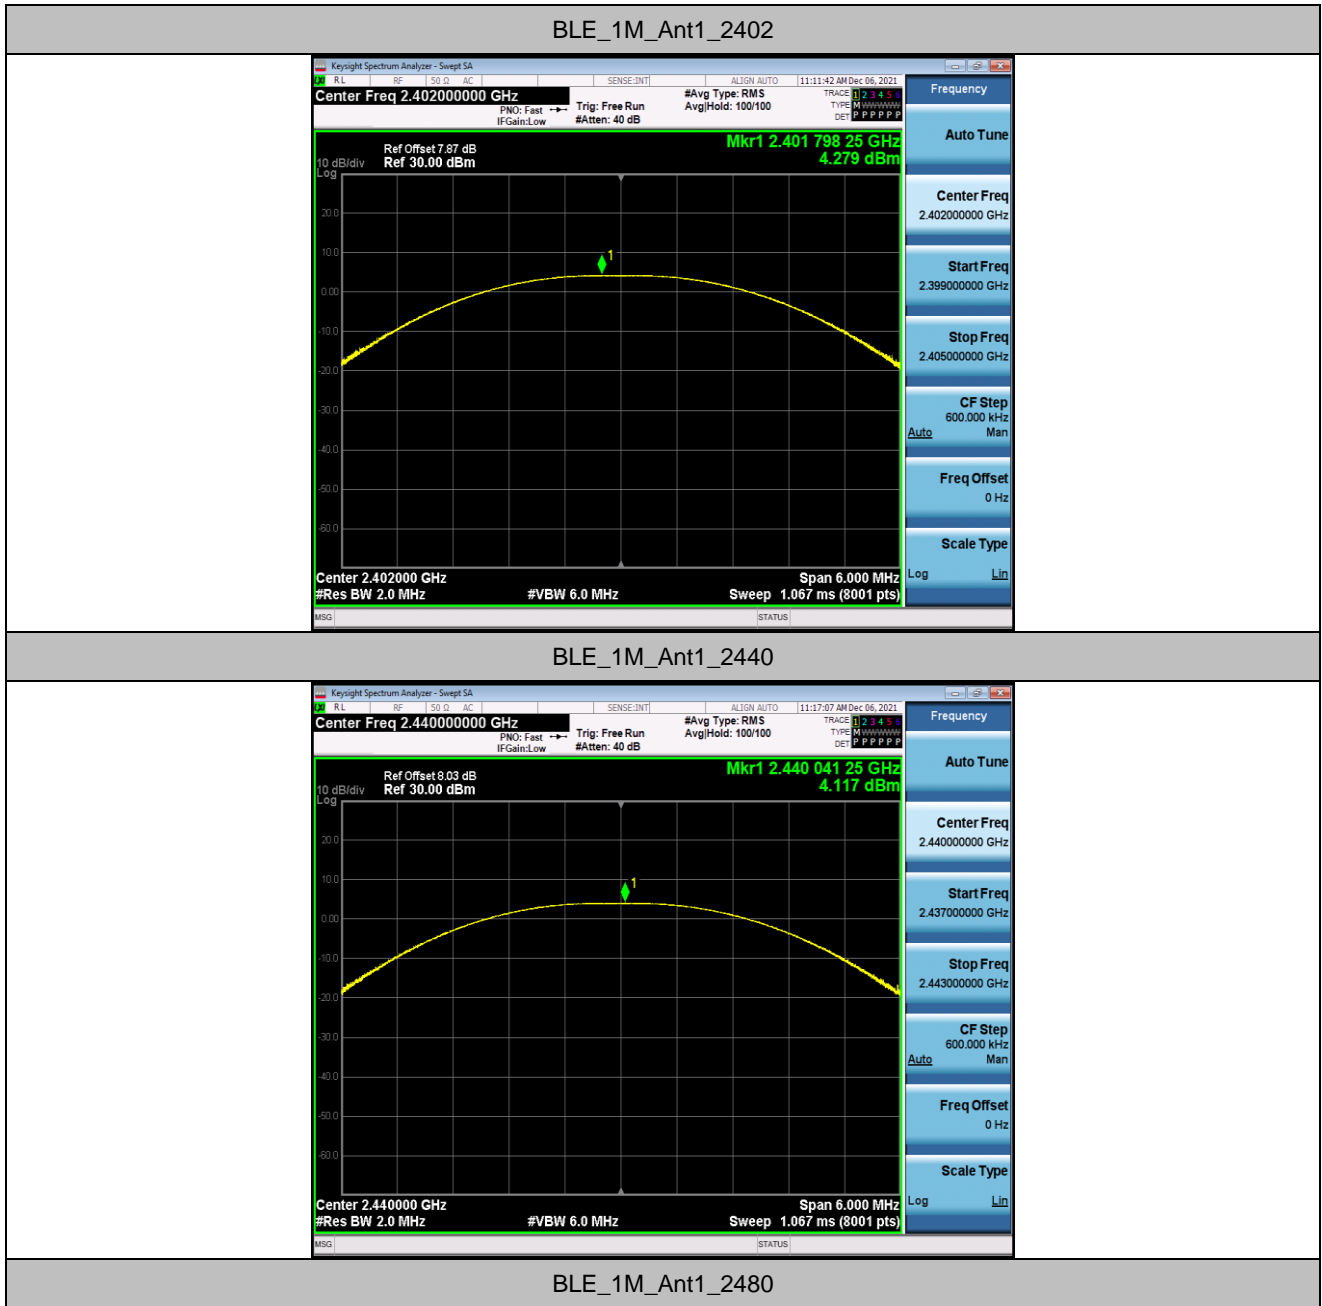 BLE_1M_Ant1_2402
Keysight Spectrum Analyzer - Swept SA
RL RF 50 Ω AC SENSE:INT ALIGN AUTO 11:11:42 AM Dec 06, 2021
Center Freq 2.402000000 GHz
PNO: Fast
IFGain:Low
Trig: Free Run
#Atten: 40 dB
#Avg Type: RMS
Avg|Hold: 100/100
TRACE 1 2 3 4 5 6
TYPE M W W W W W
DET P P P P P P
Frequency
Auto Tune
Mkr1 2.401 798 25 GHz
4.279 dBm
Ref Offset 7.87 dB
10 dB/div Ref 30.00 dBm
Log
20.0
10.0
0.00
-10.0
-20.0
-30.0
-40.0
-50.0
-60.0
1
Center Freq
2.402000000 GHz
Start Freq
2.399000000 GHz
Stop Freq
2.405000000 GHz
CF Step
600.000 kHz
Auto Man
Freq Offset
0 Hz
Scale Type
Log Lin
Center 2.402000 GHz Span 6.000 MHz
#Res BW 2.0 MHz #VBW 6.0 MHz Sweep 1.067 ms (8001 pts)
MSG STATUS
BLE_1M_Ant1_2440
Keysight Spectrum Analyzer - Swept SA
RL RF 50 Ω AC SENSE:INT ALIGN AUTO 11:17:07 AM Dec 06, 2021
Center Freq 2.440000000 GHz
PNO: Fast
IFGain:Low
Trig: Free Run
#Atten: 40 dB
#Avg Type: RMS
Avg|Hold: 100/100
TRACE 1 2 3 4 5 6
TYPE M W W W W W
DET P P P P P P
Frequency
Auto Tune
Mkr1 2.440 041 25 GHz
4.117 dBm
Ref Offset 8.03 dB
10 dB/div Ref 30.00 dBm
Log
20.0
10.0
0.00
-10.0
-20.0
-30.0
-40.0
-50.0
-60.0
1
Center Freq
2.440000000 GHz
Start Freq
2.437000000 GHz
Stop Freq
2.443000000 GHz
CF Step
600.000 kHz
Auto Man
Freq Offset
0 Hz
Scale Type
Log Lin
Center 2.440000 GHz Span 6.000 MHz
#Res BW 2.0 MHz #VBW 6.0 MHz Sweep 1.067 ms (8001 pts)
MSG STATUS
BLE_1M_Ant1_2480